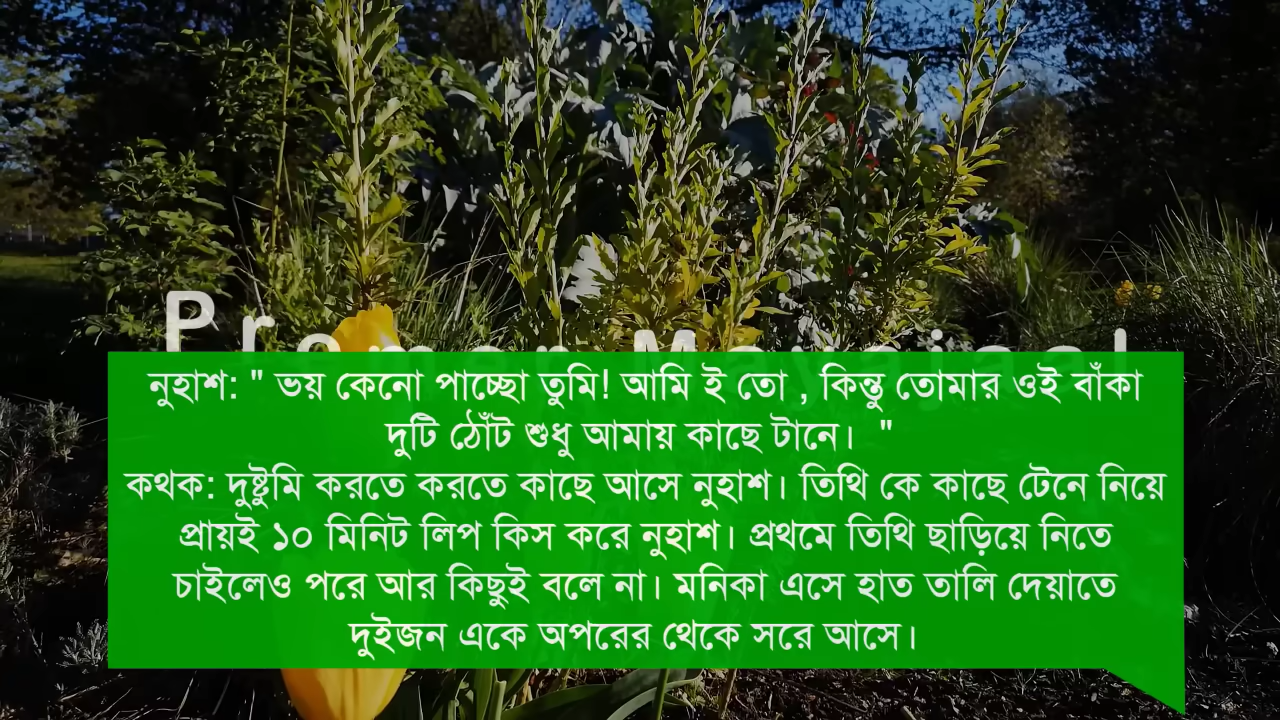 নুহাশ: " ভয় কেনো পাচ্ছো তুমি! আমি ই তো , কিন্তু তোমার ওই বাঁকা
দুটি ঠোঁট শুধু আমায় কাছে টানে। "
কথক: দুষ্টুমি করতে করতে কাছে আসে নুহাশ। তিথি কে কাছে টেনে নিয়ে
প্রায়ই ১০ মিনিট লিপ কিস করে নুহাশ। প্রথমে তিথি ছাড়িয়ে নিতে
চাইলেও পরে আর কিছুই বলে না। মনিকা এসে হাত তালি দেয়াতে
দুইজন একে অপরের থেকে সরে আসে।